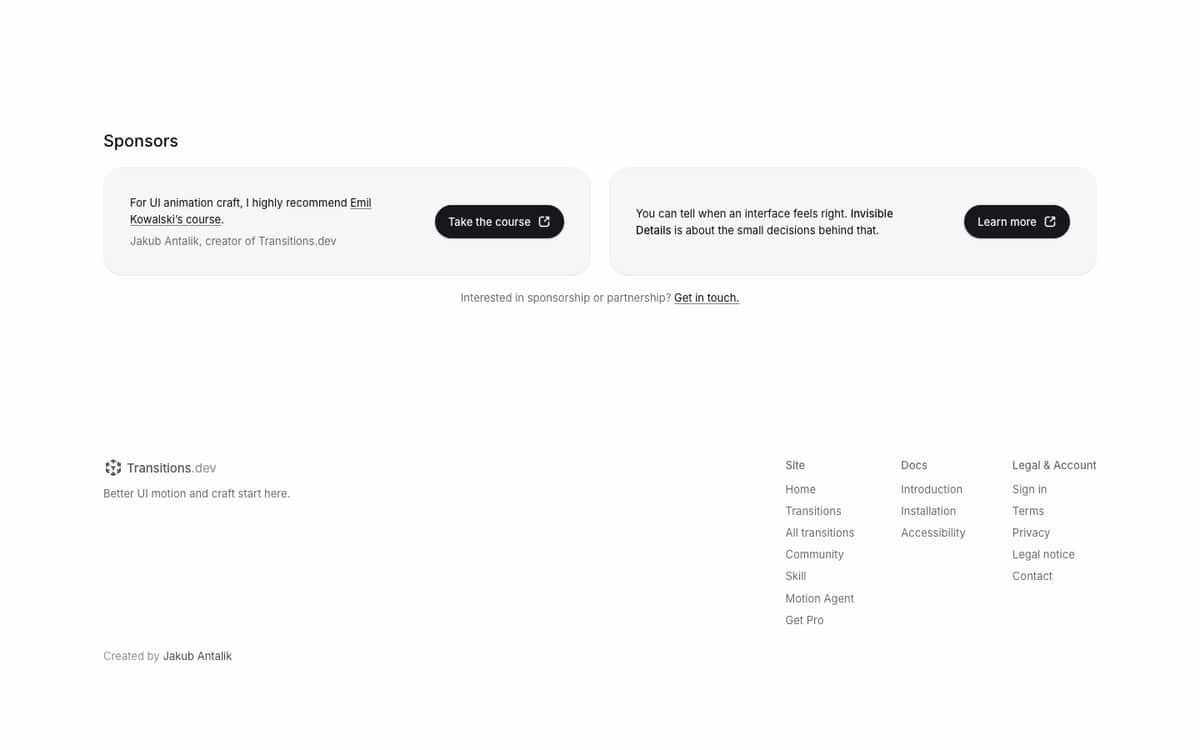 Sponsors
For UI animation craft, I highly recommend Emil
Kowalski's course.
Jakub Antalik, creator of Transitions.dev
Take the course
You can tell when an interface feels right. Invisible
Details is about the small decisions behind that.
Learn more
Interested in sponsorship or partnership? Get in touch.
Transitions.dev
Better UI motion and craft start here.
Site
Home
Transitions
All transitions
Community
Skill
Motion Agent
Get Pro
Docs
Introduction
Installation
Accessibility
Legal & Account
Sign in
Terms
Privacy
Legal notice
Contact
Created by Jakub Antalik